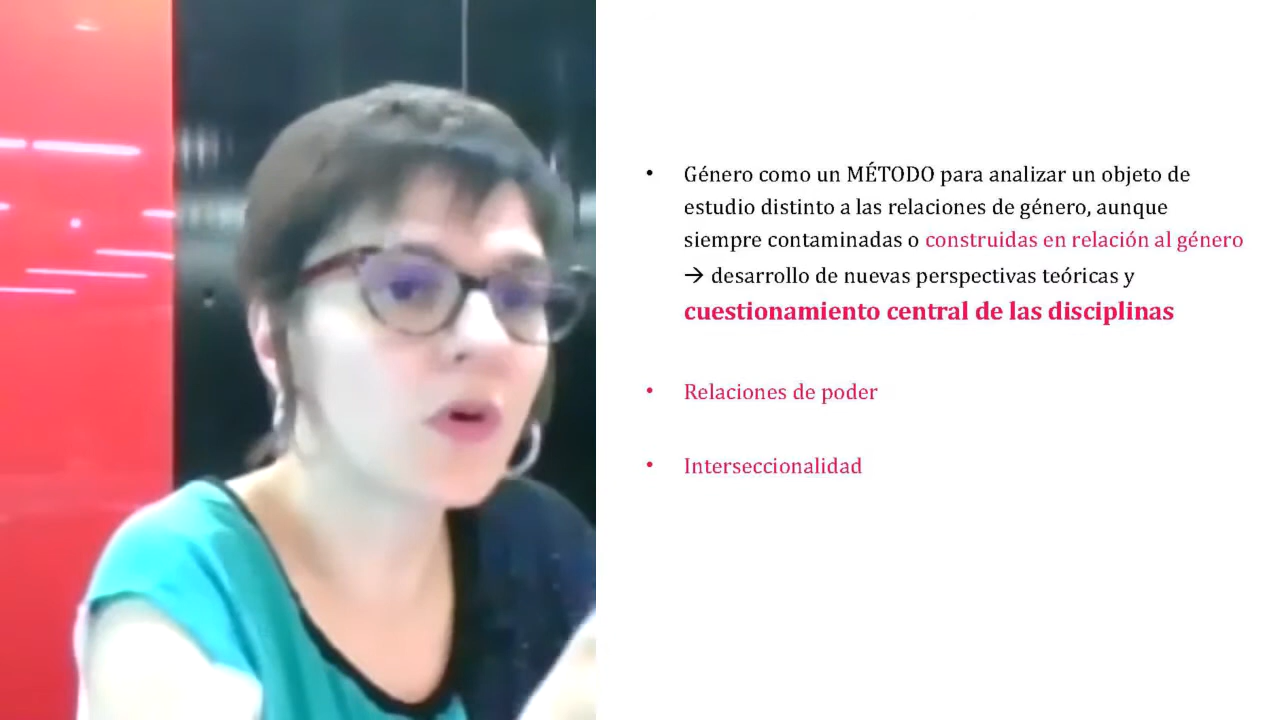 • Género como un MÉTODO para analizar un objeto de
estudio distinto a las relaciones de género, aunque
siempre contaminadas o construidas en relación al género
→ desarrollo de nuevas perspectivas teóricas y
cuestionamiento central de las disciplinas
• Relaciones de poder
• Interseccionalidad